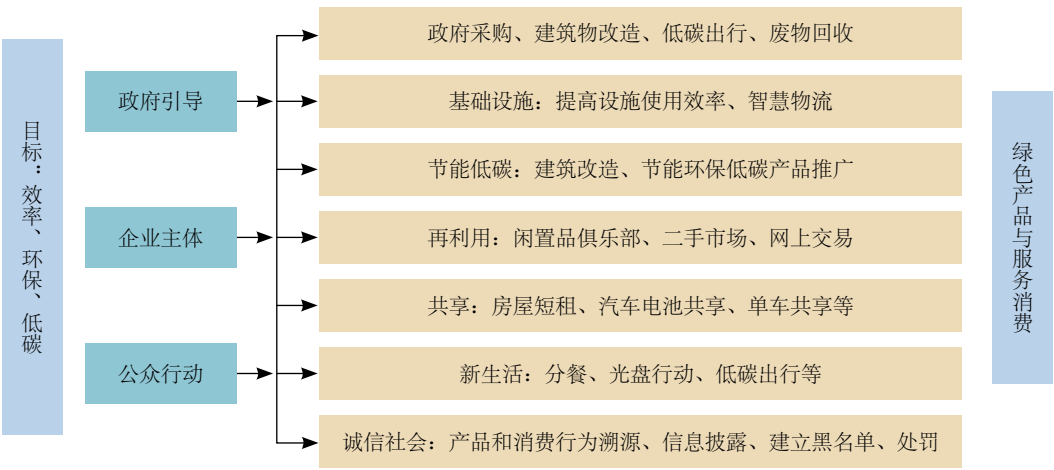 目标：效率、环保、低碳
政府引导
企业主体
公众行动
政府采购、建筑物改造、低碳出行、废物回收
基础设施：提高设施使用效率、智慧物流
节能低碳：建筑改造、节能环保低碳产品推广
再利用：闲置品俱乐部、二手市场、网上交易
共享：房屋短租、汽车电池共享、单车共享等
新生活：分餐、光盘行动、低碳出行等
诚信社会：产品和消费行为溯源、信息披露、建立黑名单、处罚
绿色产品与服务消费